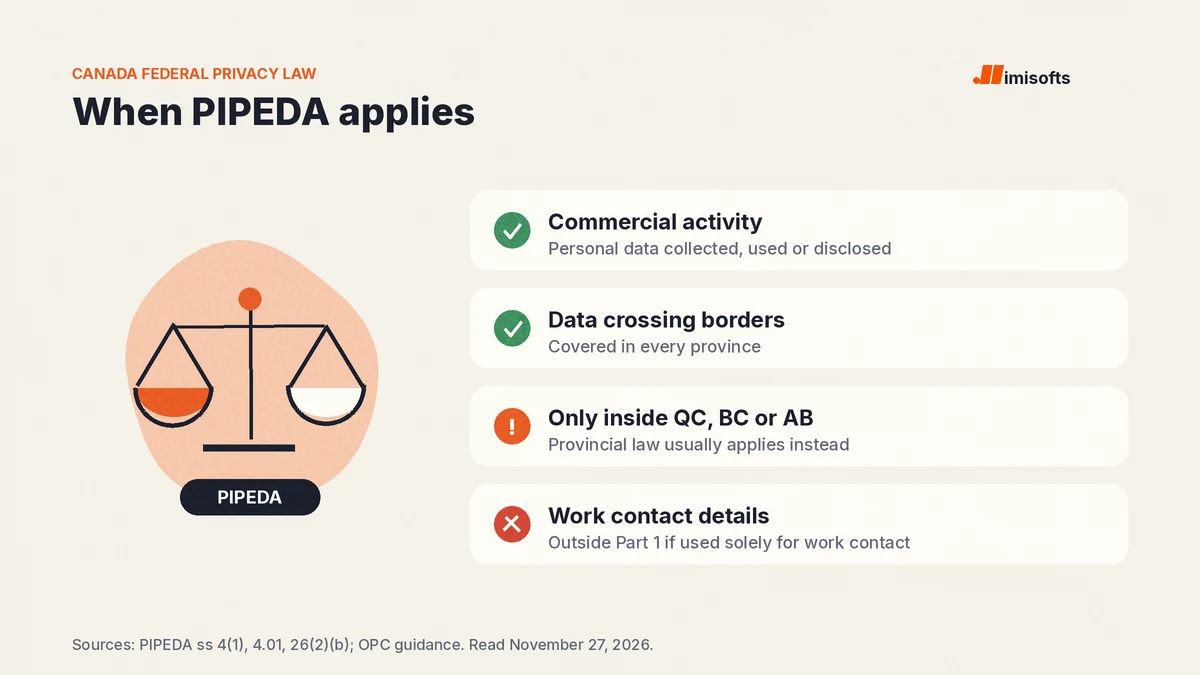 CANADA FEDERAL PRIVACY LAW
When PIPEDA applies
imisofts
Commercial activity
Personal data collected, used or disclosed
Data crossing borders
Covered in every province
Only inside QC, BC or AB
Provincial law usually applies instead
Work contact details
Outside Part 1 if used solely for work contact
PIPEDA
Sources: PIPEDA ss 4(1), 4.01, 26(2)(b); OPC guidance. Read November 27, 2026.